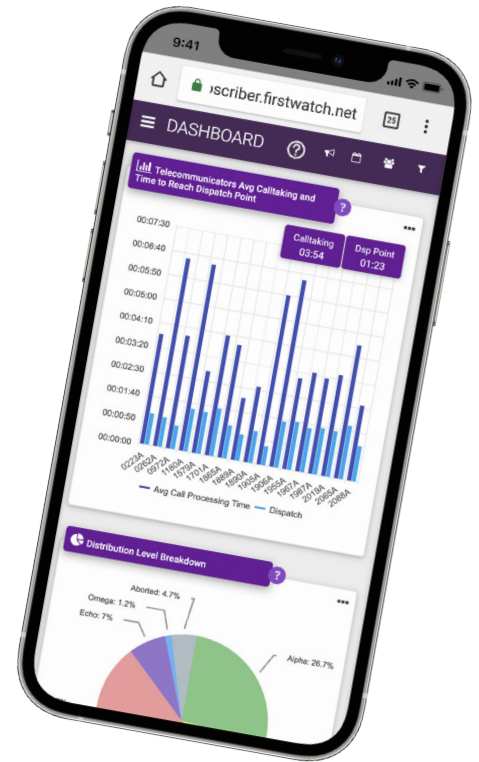 9:41
oscriber.firstwatch.net
25
DASHBOARD
?
Telecommunicators Avg Calltaking and
Time to Reach Dispatch Point
?
Calltaking
03:54
Dsp Point
01:23
00:07:30
00:06:40
00:05:50
00:05:00
00:04:10
00:03:20
00:02:30
00:01:40
00:00:50
00:00:00
0223A
0262A
0972A
1180A
1579A
1701A
1865A
1889A
1890A
1905A
1906A
1955A
1967A
1987A
2019A
2065A
2088A
Avg Call Processing Time
Dispatch
Distribution Level Breakdown
?
Aborted: 4.7%
Omega: 1.2%
Echo: 7%
Alpha: 26.7%